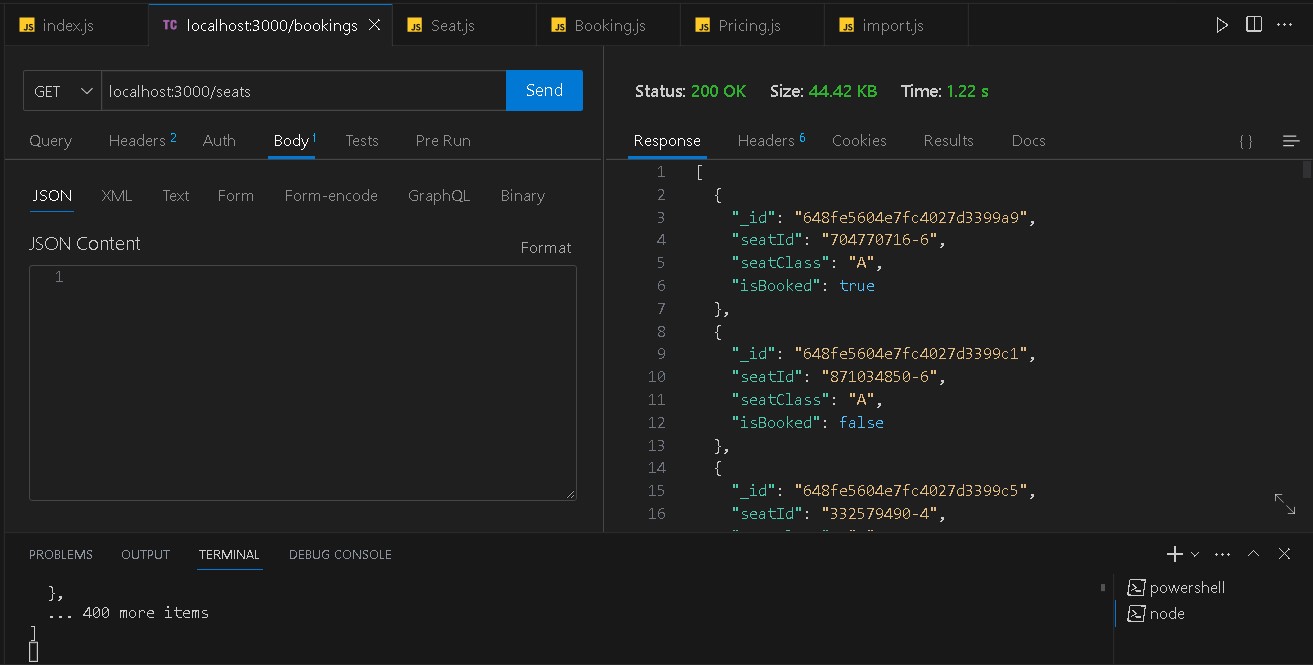 JS index.js
TC localhost:3000/bookings
JS Seat.js
JS Booking.js
JS Pricing.js
JS import.js
GET localhost:3000/seats Send
Query Headers 2 Auth Body 1 Tests Pre Run
JSON XML Text Form Form-encode GraphQL Binary
JSON Content
Format
1
Status: 200 OK Size: 44.42 KB Time: 1.22 s
Response Headers 6 Cookies Results Docs { }
1 [
2 {
3 "_id": "648fe5604e7fc4027d3399a9",
4 "seatId": "704770716-6",
5 "seatClass": "A",
6 "isBooked": true
7 },
8 {
9 "_id": "648fe5604e7fc4027d3399c1",
10 "seatId": "871034850-6",
11 "seatClass": "A",
12 "isBooked": false
13 },
14 {
15 "_id": "648fe5604e7fc4027d3399c5",
16 "seatId": "332579490-4",
PROBLEMS OUTPUT TERMINAL DEBUG CONSOLE
},
... 400 more items
]
powershell
node